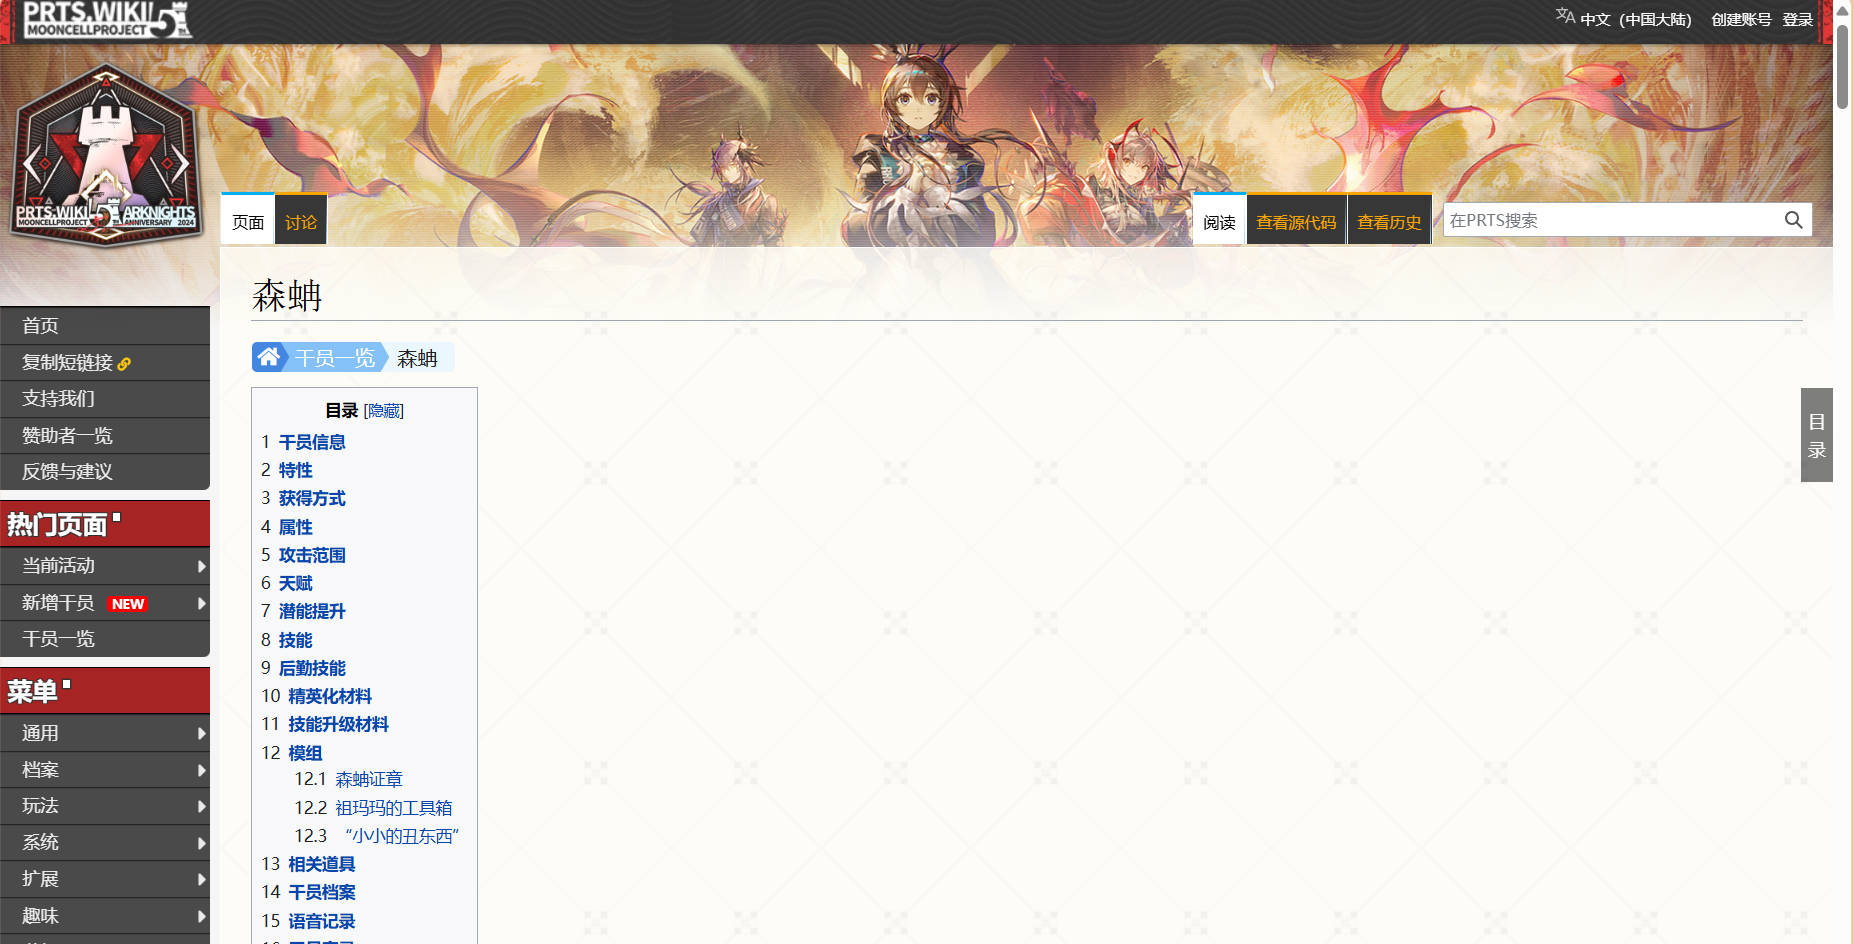 PRTS.WIKI
MOONCELLPROJECT
中文（中国大陆）
创建账号
登录
PRTS.WIKI 5 ARKNIGHTS
MOONCELLPROJECT ANNIVERSARY 2024
页面
讨论
阅读
查看源代码
查看历史
在PRTS搜索
森蚺
干员一览
森蚺
首页
复制短链接
支持我们
赞助者一览
反馈与建议
热门页面
当前活动
新增干员 NEW
干员一览
菜单
通用
档案
玩法
系统
扩展
趣味
目录 [隐藏]
1 干员信息
2 特性
3 获得方式
4 属性
5 攻击范围
6 天赋
7 潜能提升
8 技能
9 后勤技能
10 精英化材料
11 技能升级材料
12 模组
12.1 森蚺证章
12.2 祖玛玛的工具箱
12.3 “小小的丑东西”
13 相关道具
14 干员档案
15 语音记录
目
录